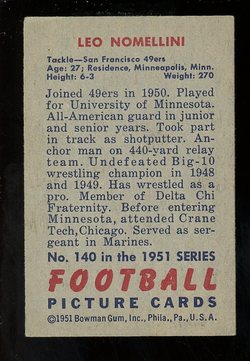 LEO NOMELLINI
Tackle—San Francisco 49ers
Age: 27; Residence, Minneapolis, Minn.
Height: 6-3 Weight: 270
Joined 49ers in 1950. Played
for University of Minnesota.
All-American guard in junior
and senior years. Took part
in track as shotputter. An-
chor man on 440-yard relay
team. Undefeated Big-10
wrestling champion in 1948
and 1949. Has wrestled as a
pro. Member of Delta Chi
Fraternity. Before entering
Minnesota, attended Crane
Tech, Chicago. Served as ser-
geant in Marines.
No. 140 in the 1951 SERIES
FOOTBALL
PICTURE CARDS
©1951 Bowman Gum, Inc., Phila., Pa., U.S.A.